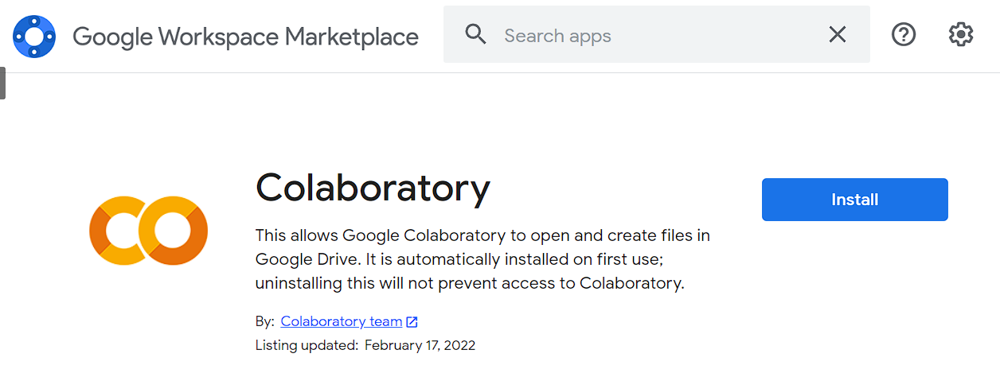 Google Workspace Marketplace
Search apps
Colaboratory
Install
This allows Google Colaboratory to open and create files in
Google Drive. It is automatically installed on first use;
uninstalling this will not prevent access to Colaboratory.
By: Colaboratory team
Listing updated: February 17, 2022